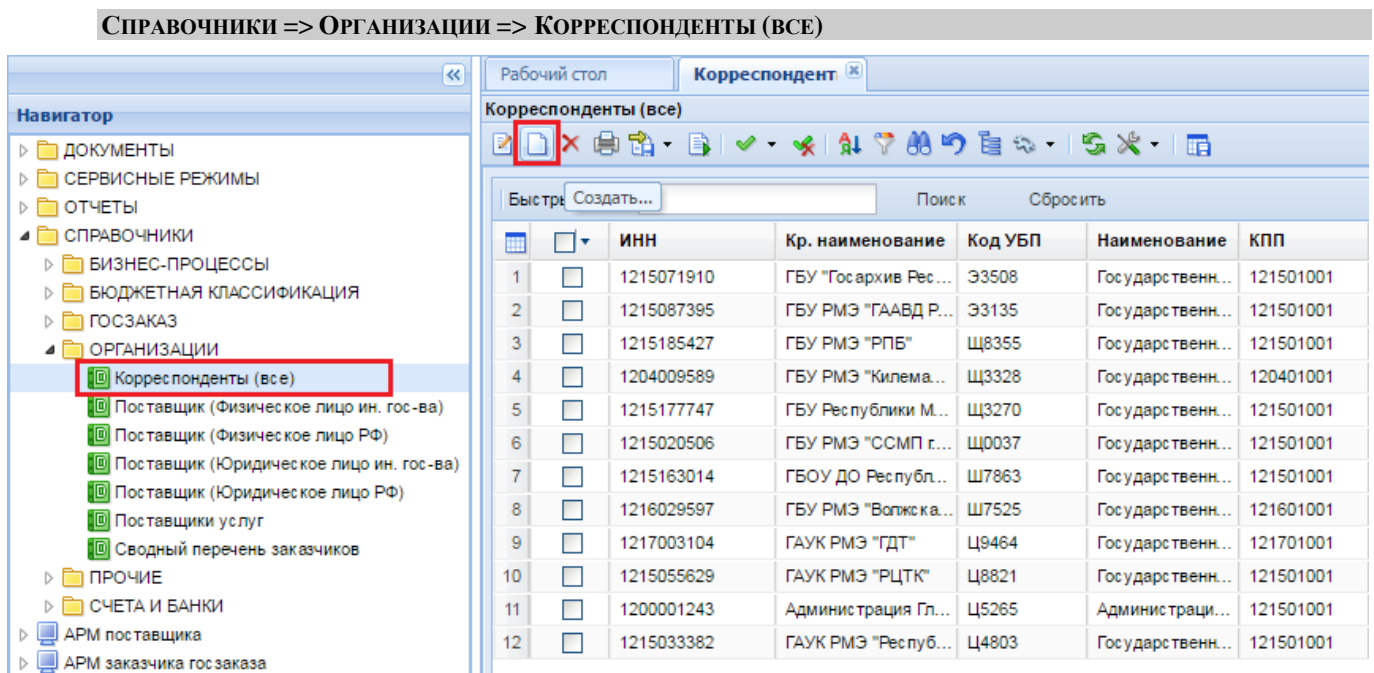 СПРАВОЧНИКИ => ОРГАНИЗАЦИИ => КОРРЕСПОНДЕНТЫ (ВСЕ)
Навигатор
ДОКУМЕНТЫ
СЕРВИСНЫЕ РЕЖИМЫ
ОТЧЕТЫ
СПРАВОЧНИКИ
БИЗНЕС-ПРОЦЕССЫ
БЮДЖЕТНАЯ КЛАССИФИКАЦИЯ
ГОСЗАКАЗ
ОРГАНИЗАЦИИ
Корреспонденты (все)
Поставщик (Физическое лицо ин. гос-ва)
Поставщик (Физическое лицо РФ)
Поставщик (Юридическое лицо ин. гос-ва)
Поставщик (Юридическое лицо РФ)
Поставщики услуг
Сводный перечень заказчиков
ПРОЧИЕ
СЧЕТА И БАНКИ
АРМ поставщика
АРМ заказчика госзаказа
Рабочий стол Корреспондент
Корреспонденты (все)
Быстры Создать... Поиск Сбросить
ИНН Кр. наименование Код УБП Наименование КПП
1 1215071910 ГБУ "Госархив Рес... Э3508 Государственн... 121501001
2 1215087395 ГБУ РМЭ "ГААВД Р... Э3135 Государственн... 121501001
3 1215185427 ГБУ РМЭ "РПБ" Щ8355 Государственн... 121501001
4 1204009589 ГБУ РМЭ "Килема... Щ3328 Государственн... 120401001
5 1215177747 ГБУ Республики М... Щ3270 Государственн... 121501001
6 1215020506 ГБУ РМЭ "ССМП г.... Щ0037 Государственн... 121501001
7 1215163014 ГБОУ ДО Республ... Ш7863 Государственн... 121501001
8 1216029597 ГБУ РМЭ "Волжска... Ш7525 Государственн... 121601001
9 1217003104 ГАУК РМЭ "ГДТ" Ц9464 Государственн... 121701001
10 1215055629 ГАУК РМЭ "РЦТК" Ц8821 Государственн... 121501001
11 1200001243 Администрация Гл... Ц5265 Администраци... 121501001
12 1215033382 ГАУК РМЭ "Респуб... Ц4803 Государственн... 121501001